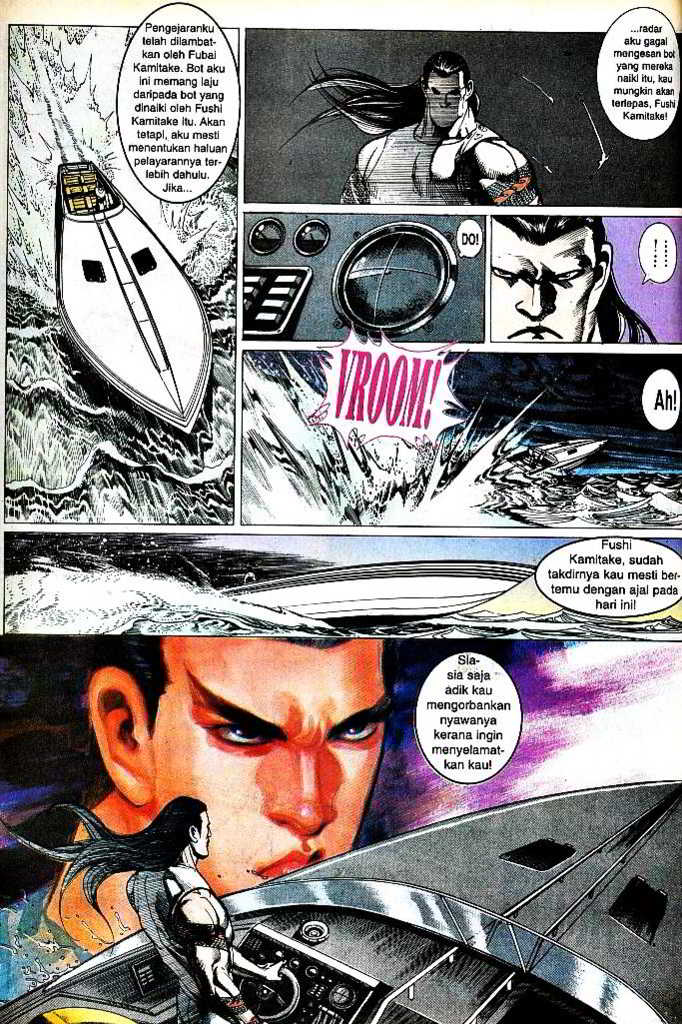 Pengejaranku
telah dilambat-
kan oleh Fubai
Kamitake. Bot aku
ini memang laju
daripada bot yang
dinaiki oleh Fushi
Kamitake itu. Akan
tetapi, aku mesti
menentukan haluan
pelayarannya ter-
lebih dahulu.
Jika...
...radar
aku gagal
mengesan bot
yang mereka
naiki itu, kau
mungkin akan
terlepas, Fushi
Kamitake!
DO!
...!
VROOM!
Ah!
Fushi
Kamitake, sudah
takdirnya kau mesti ber-
temu dengan ajal pada
hari ini!
Sia-
sia saja
adik kau
mengorbankan
nyawanya
kerana ingin
menyelamat-
kan kau!